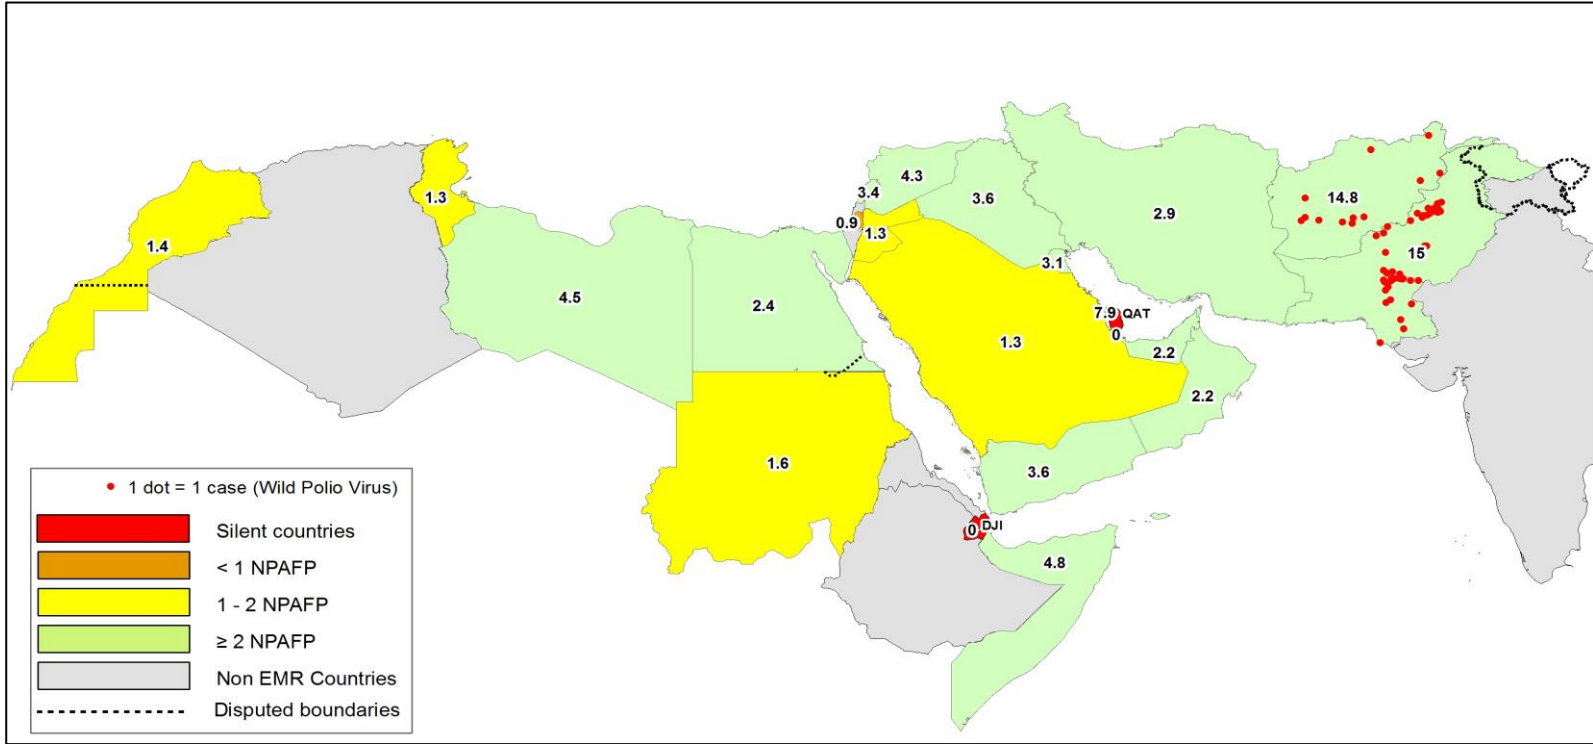 14.8
4.3
3.4
3.6
1.3
2.9
0.9
1.3
1.4
15
3.1
4.5
2.4
7.9 QAT
0
1.3
2.2
2.2
1.6
3.6
0 DJI
4.8
1 dot = 1 case (Wild Polio Virus)
Silent countries
< 1 NPAFP
1 - 2 NPAFP
≥ 2 NPAFP
Non EMR Countries
Disputed boundaries